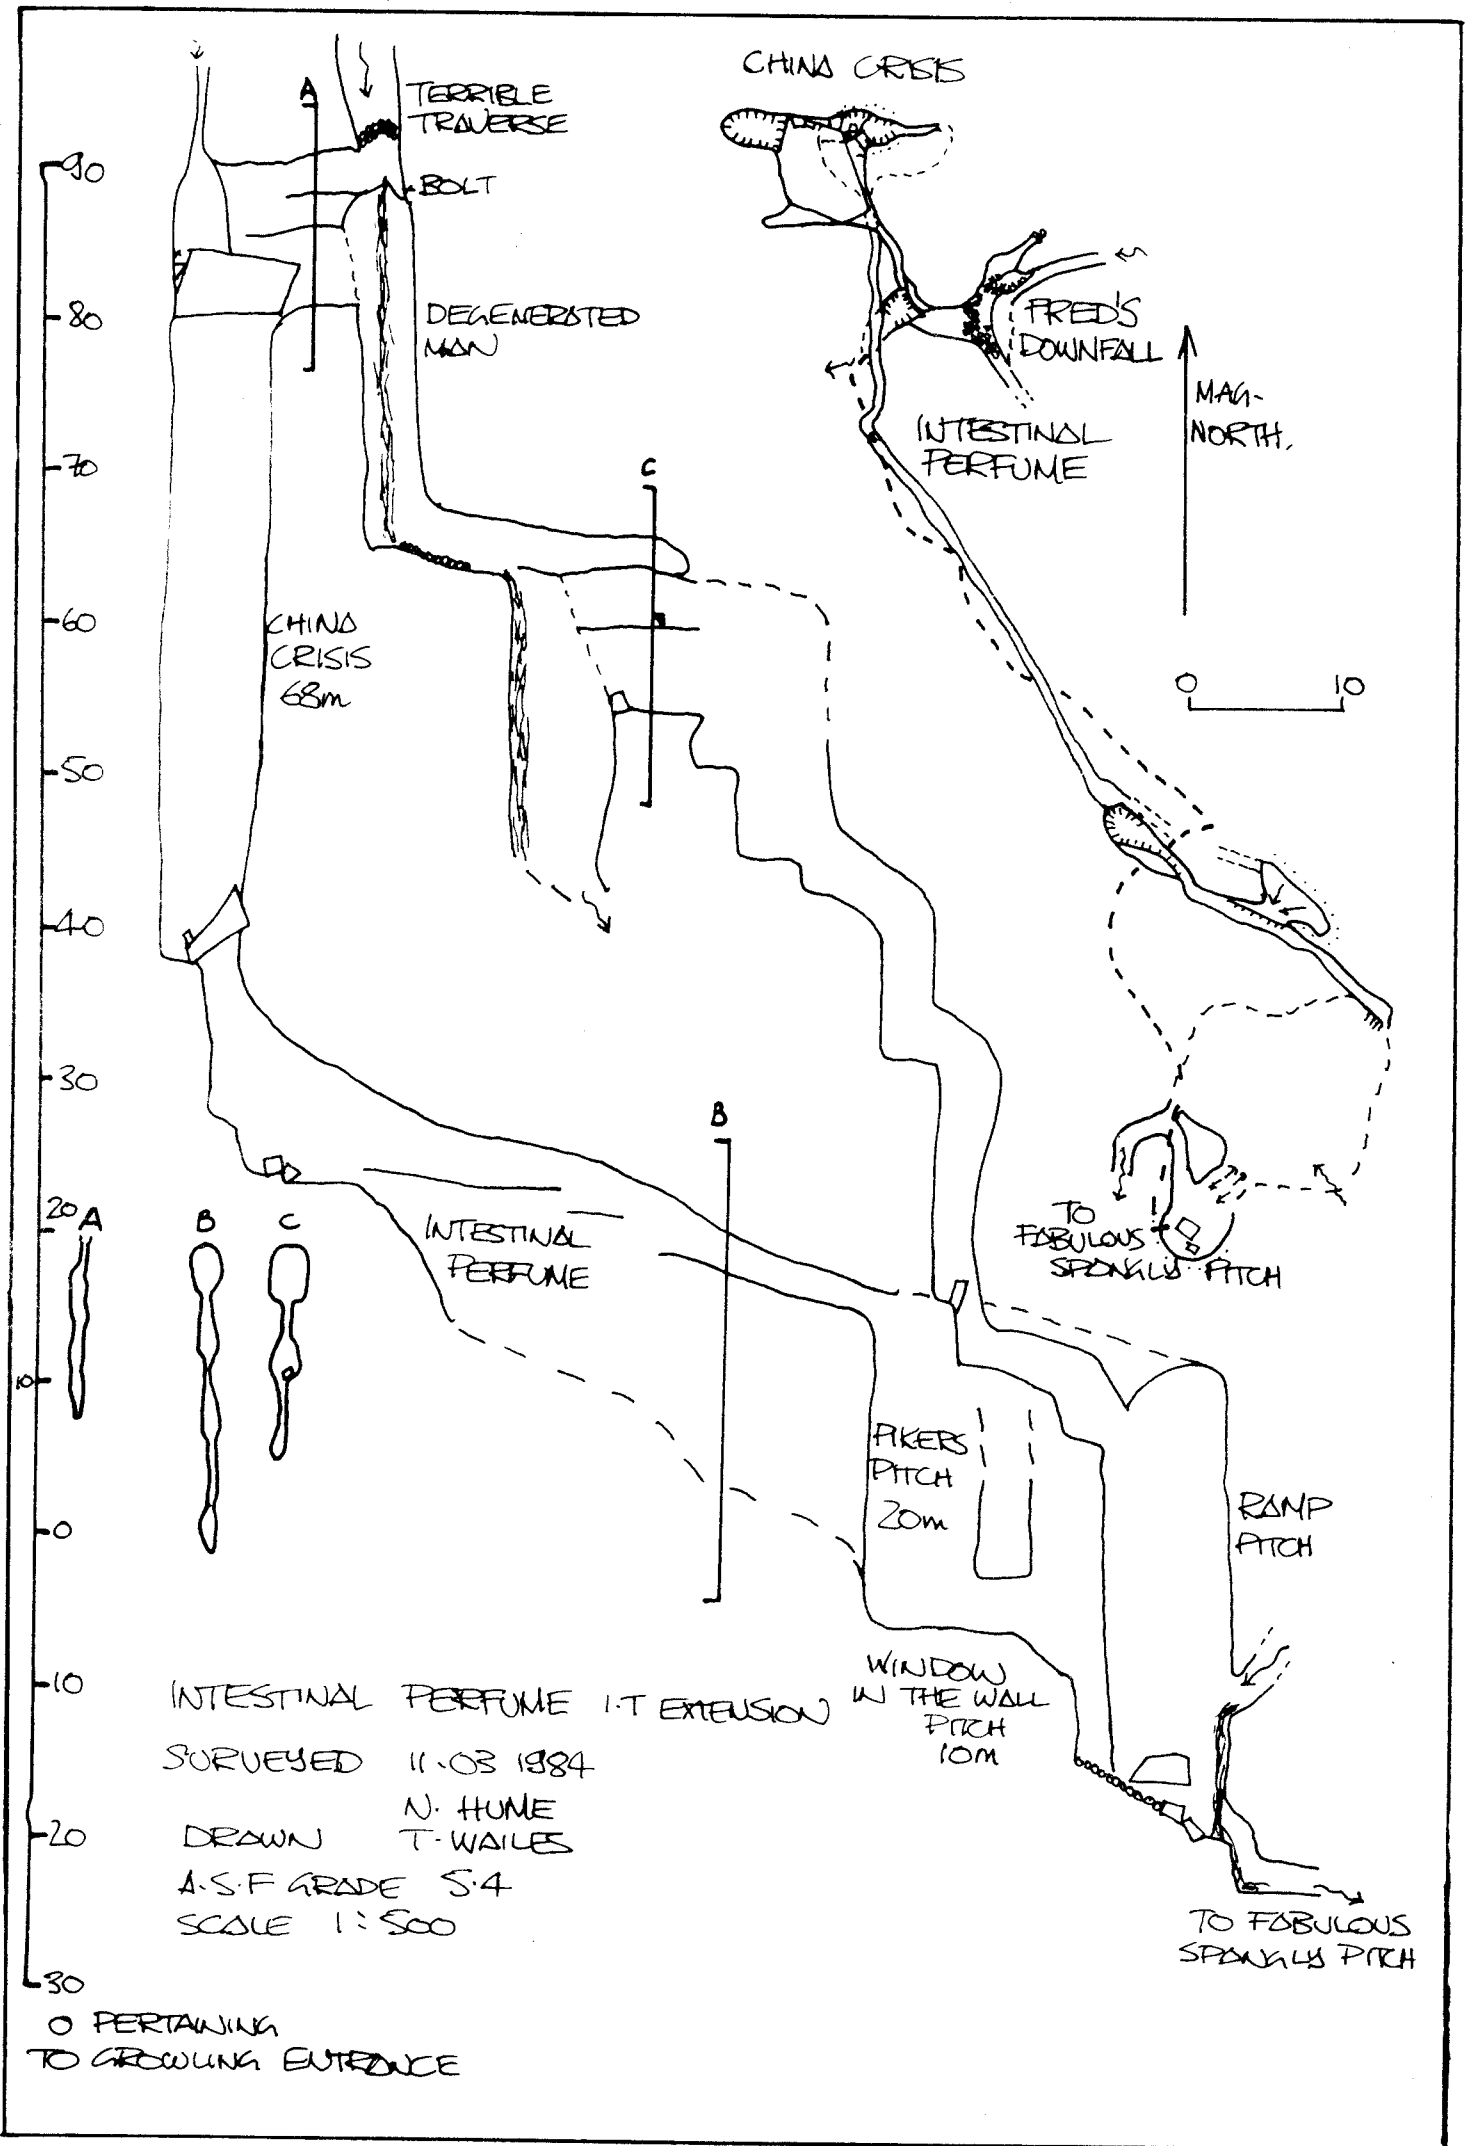 CHINA CRISIS
A
TERRIBLE
TRAVERSE
BOLT
90
80
70
60
50
40
30
20
10
0
10
20
30
DEGENERATED
MAN
FRED'S
DOWNFALL
MAG-
NORTH.
INTESTINAL
PERFUME
C
0 10
CHINA
CRISIS
68m
B
A B C
INTESTINAL
PERFUME
TO
FABULOUS
SPANGLY PITCH
PIKERS
PITCH
20m
RAMP
PITCH
WINDOW
IN THE WALL
PITCH
10m
INTESTINAL PERFUME I.T EXTENSION
SURVEYED 11.03 1984
N. HUME
DRAWN T. WAILES
A.S.F GRADE 5.4
SCALE 1:500
TO FABULOUS
SPANGLY PITCH
0 PERTAINING
TO GROWLING ENTRANCE